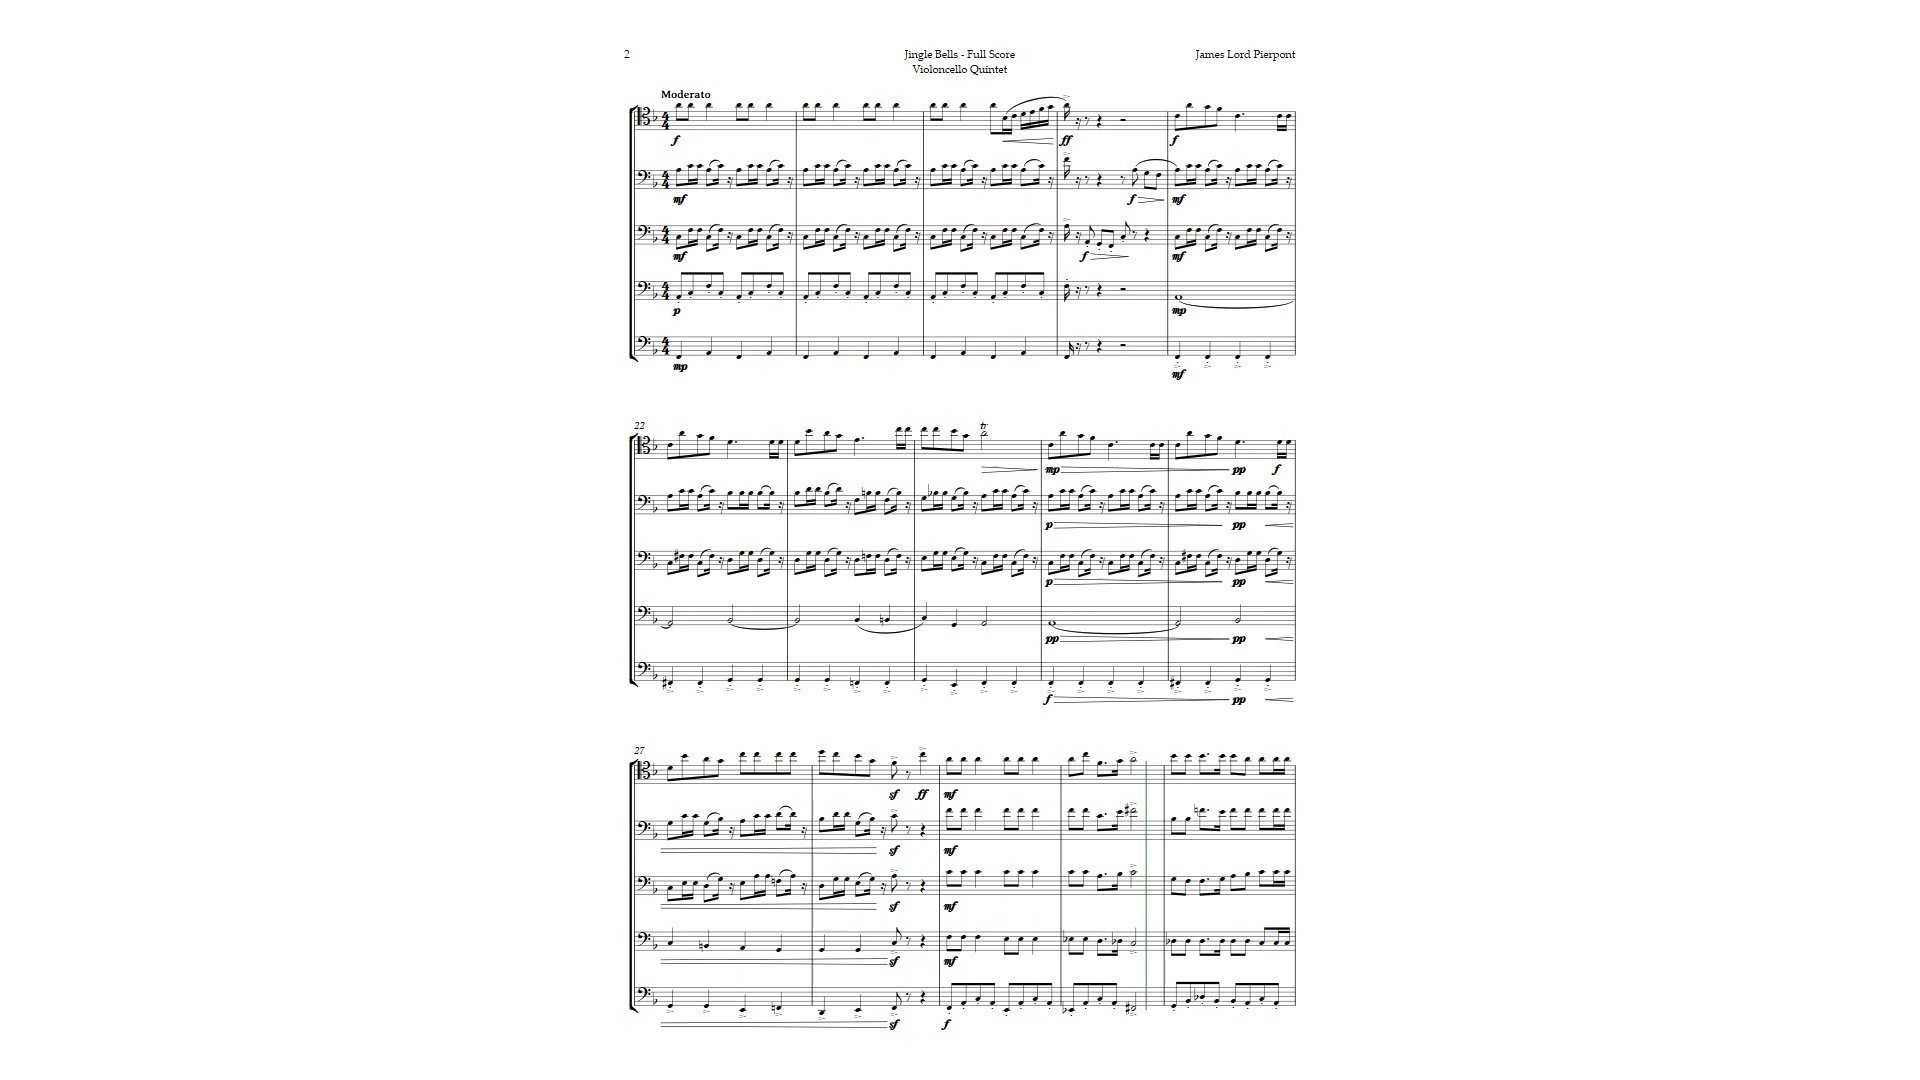 2
Jingle Bells - Full Score
James Lord Pierpont
Violoncello Quintet
Moderato
f ff f
f mf
mf
mf f mf
p mp
mp mf
22
tr
mp pp f
p pp
p pp
pp pp
f pp
27
sf ff mf
sf mf
sf mf
sf mf
sf f